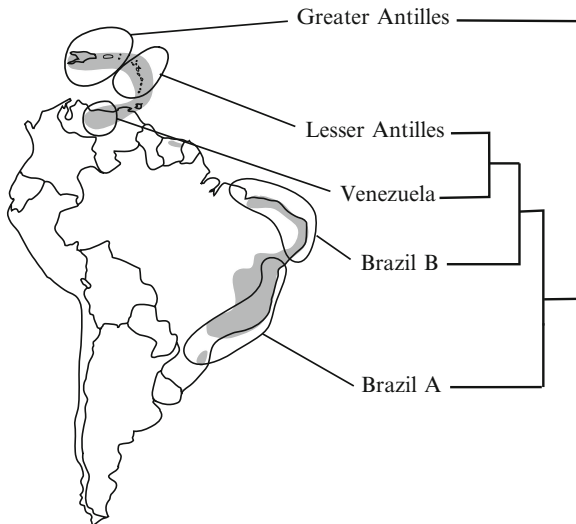 Greater Antilles
Lesser Antilles
Venezuela
Brazil B
Brazil A